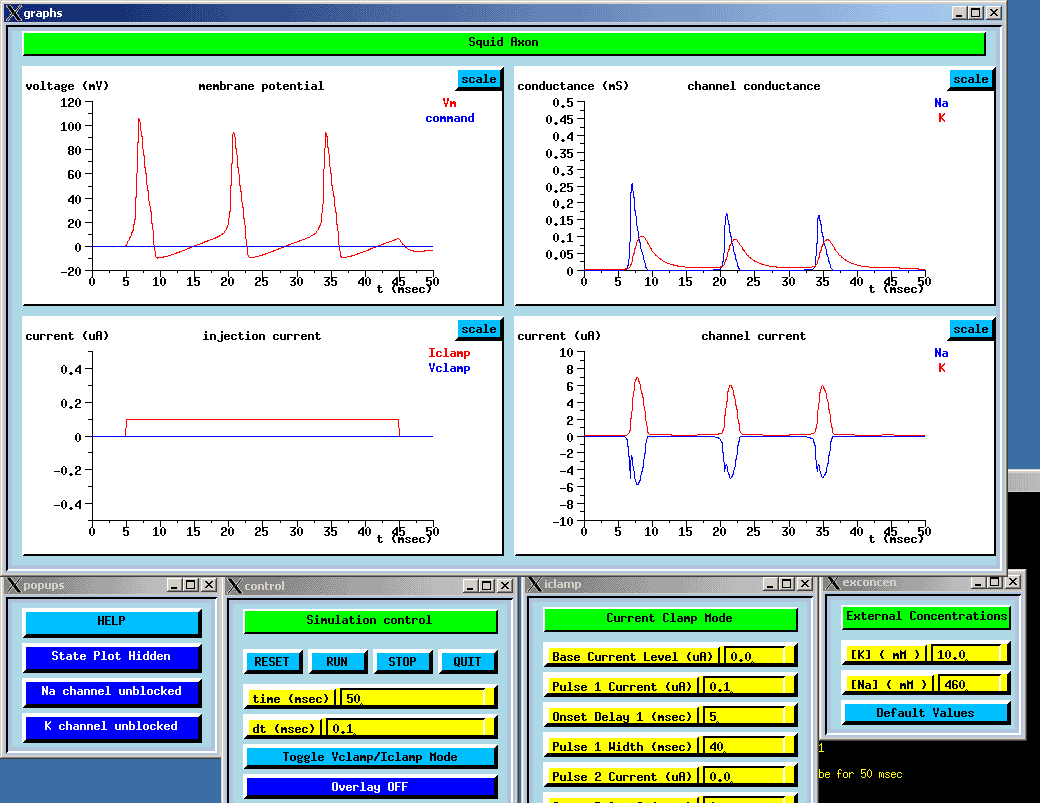 graphs
Squid Axon
scale
voltage (mV) membrane potential
Vm
command
120
100
80
60
40
20
0
-20
0 5 10 15 20 25 30 35 40 45 50
t (msec)
scale
conductance (mS) channel conductance
Na
K
0.5
0.45
0.4
0.35
0.3
0.25
0.2
0.15
0.1
0.05
0
0 5 10 15 20 25 30 35 40 45 50
t (msec)
scale
current (uA) injection current
Iclamp
Vclamp
0.4
0.2
0
-0.2
-0.4
0 5 10 15 20 25 30 35 40 45 50
t (msec)
scale
current (uA) channel current
Na
K
10
8
6
4
2
0
-2
-4
-6
-8
-10
0 5 10 15 20 25 30 35 40 45 50
t (msec)
popups
HELP
State Plot Hidden
Na channel unblocked
K channel unblocked
control
Simulation control
RESET RUN STOP QUIT
time (msec) 50
dt (msec) 0.1
Toggle Vclamp/Iclamp Mode
Overlay OFF
iclamp
Current Clamp Mode
Base Current Level (uA) 0.0
Pulse 1 Current (uA) 0.1
Onset Delay 1 (msec) 5
Pulse 1 Width (msec) 40
Pulse 2 Current (uA) 0.0
exconcen
External Concentrations
[K] ( mM ) 10.0
[Na] ( mM ) 460
Default Values
1
be for 50 msec